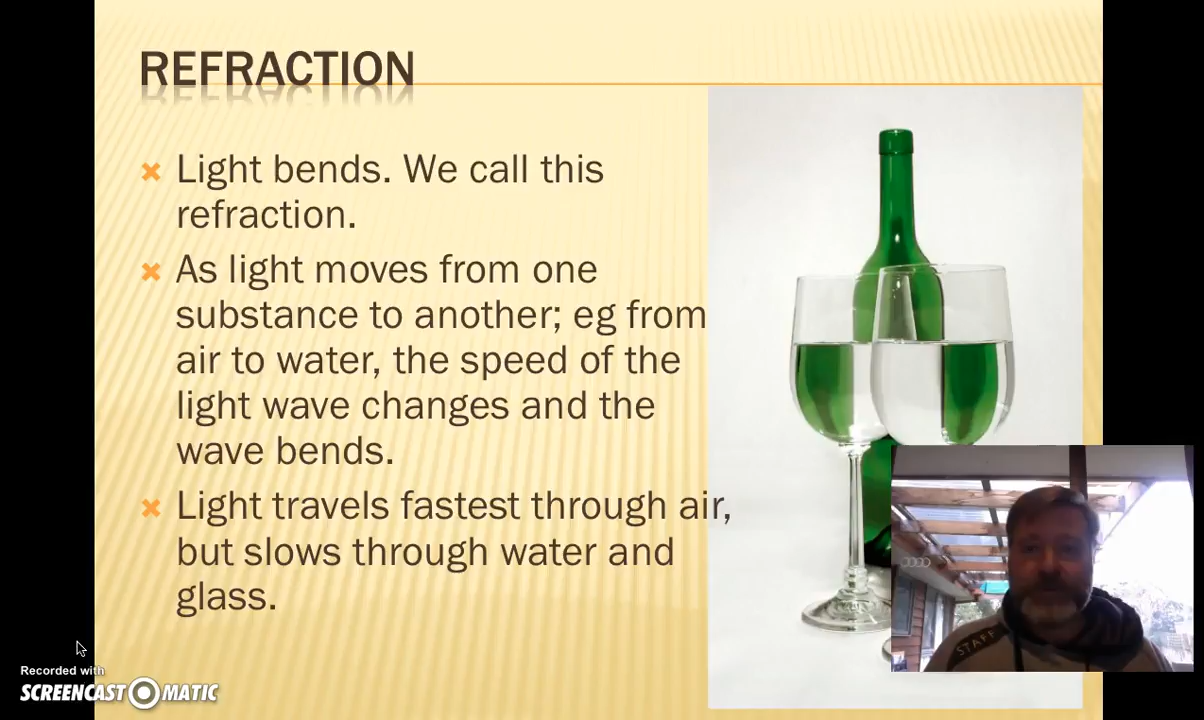 REFRACTION
Light bends. We call this
refraction.
As light moves from one
substance to another; eg from
air to water, the speed of the
light wave changes and the
wave bends.
Light travels fastest through air,
but slows through water and
glass.
STAFF
Recorded with
SCREENCAST MATIC